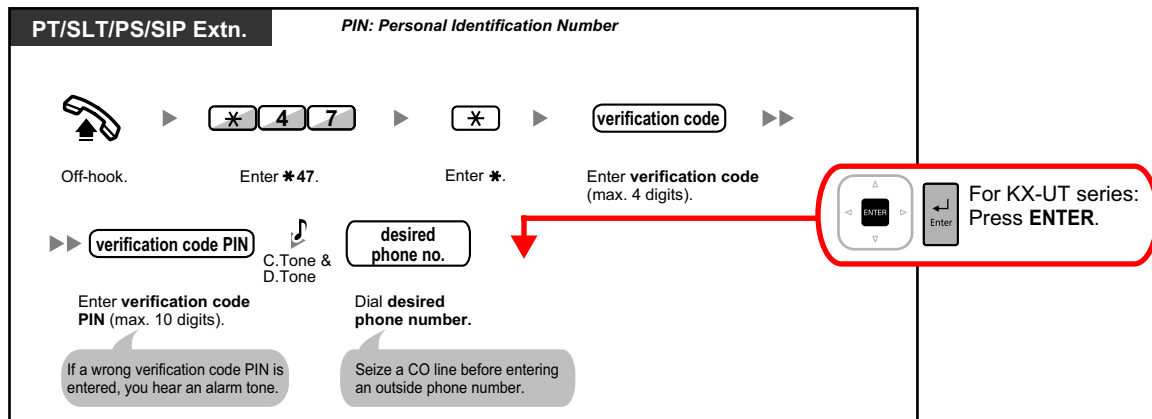 PT/SLT/PS/SIP Extn.
PIN: Personal Identification Number
✱ 4 7
✱
verification code
Off-hook.
Enter ✱47.
Enter ✱.
Enter verification code
(max. 4 digits).
ENTER
Enter
For KX-UT series:
Press ENTER.
verification code PIN
C.Tone &
D.Tone
desired
phone no.
Enter verification code
PIN (max. 10 digits).
Dial desired
phone number.
If a wrong verification code PIN is
entered, you hear an alarm tone.
Seize a CO line before entering
an outside phone number.